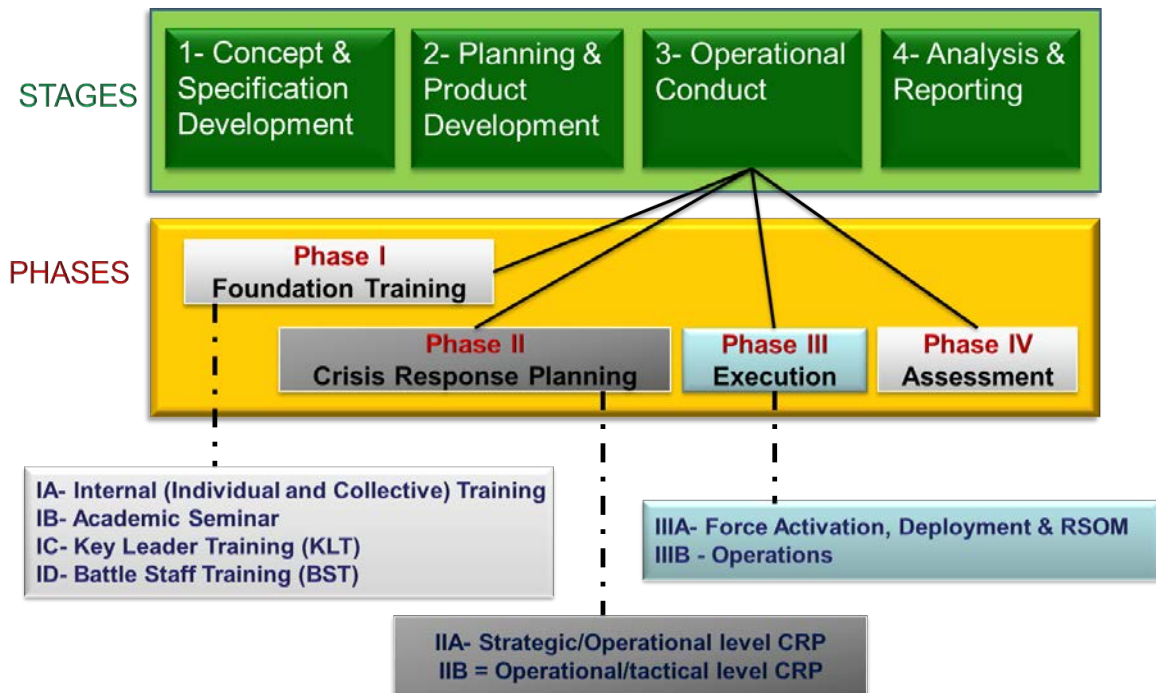 STAGES
1- Concept &
Specification
Development
2- Planning &
Product
Development
3- Operational
Conduct
4- Analysis &
Reporting
PHASES
Phase I
Foundation Training
Phase II
Crisis Response Planning
Phase III
Execution
Phase IV
Assessment
IA- Internal (Individual and Collective) Training
IB- Academic Seminar
IC- Key Leader Training (KLT)
ID- Battle Staff Training (BST)
IIIA- Force Activation, Deployment & RSOM
IIIB - Operations
IIA- Strategic/Operational level CRP
IIB = Operational/tactical level CRP